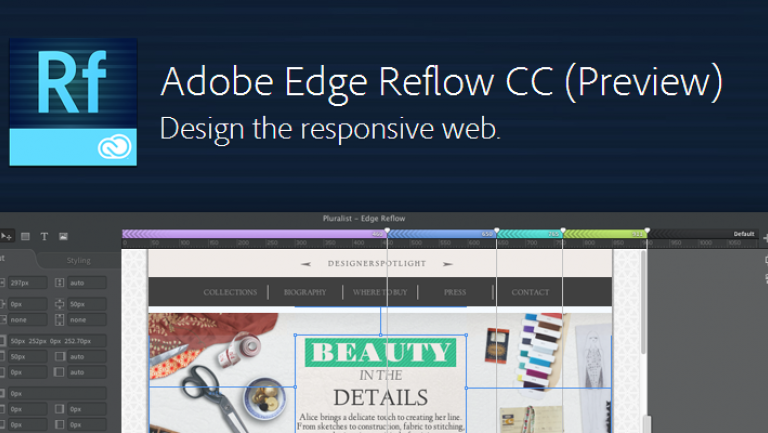 Rf
Adobe Edge Reflow CC (Preview)
Design the responsive web.
Pluralist – Edge Reflow
T
Default
Styling
DESIGNERSPOTLIGHT
COLLECTIONS
BIOGRAPHY
WHERE TO BUY
PRESS
CONTACT
297px
auto
0px
50px
none
none
50px 252px 0px 252.70px
50px
auto
0px
auto
0px
0px
0px
0px
0px
BEAUTY
IN THE
DETAILS
Alice brings a delicate touch to creating her line.
From sketches to construction, fabric to stitching,